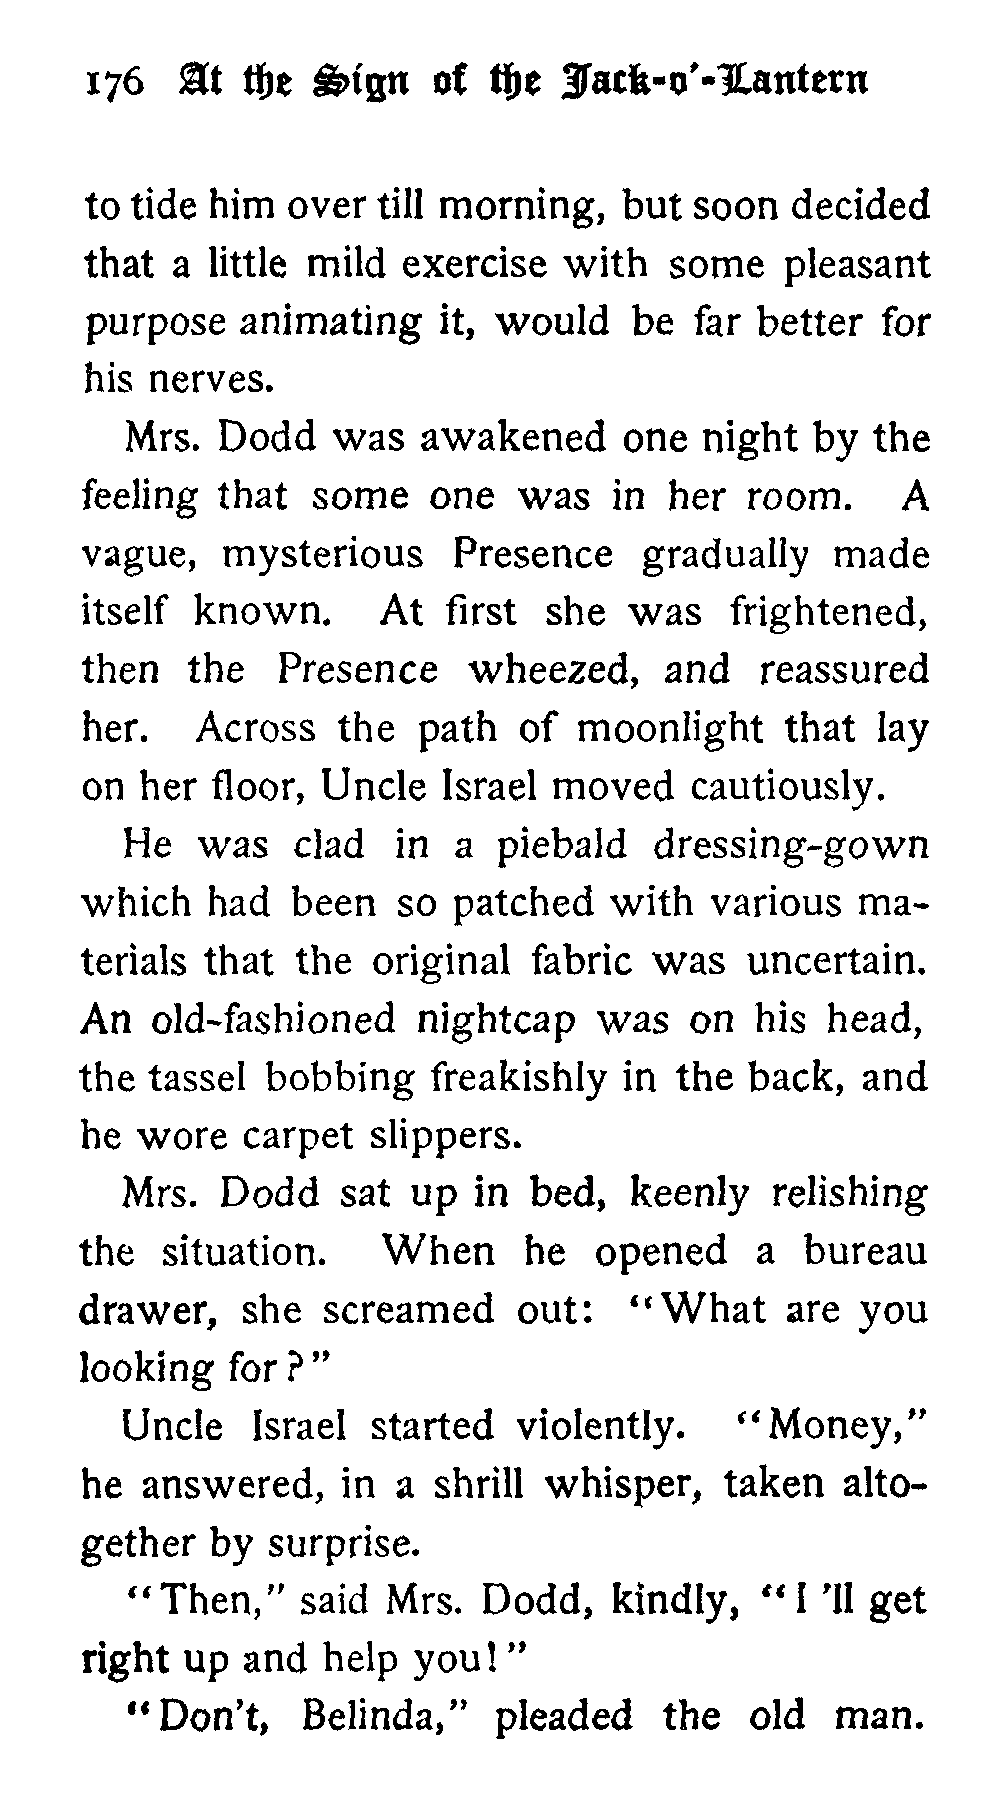 176 At the Sign of the Jack-o'-Lantern
to tide him over till morning, but soon decided
that a little mild exercise with some pleasant
purpose animating it, would be far better for
his nerves.
Mrs. Dodd was awakened one night by the
feeling that some one was in her room. A
vague, mysterious Presence gradually made
itself known. At first she was frightened,
then the Presence wheezed, and reassured
her. Across the path of moonlight that lay
on her floor, Uncle Israel moved cautiously.
He was clad in a piebald dressing-gown
which had been so patched with various ma-
terials that the original fabric was uncertain.
An old-fashioned nightcap was on his head,
the tassel bobbing freakishly in the back, and
he wore carpet slippers.
Mrs. Dodd sat up in bed, keenly relishing
the situation. When he opened a bureau
drawer, she screamed out: "What are you
looking for?"
Uncle Israel started violently. "Money,"
he answered, in a shrill whisper, taken alto-
gether by surprise.
"Then," said Mrs. Dodd, kindly, "I 'll get
right up and help you!"
"Don't, Belinda," pleaded the old man.